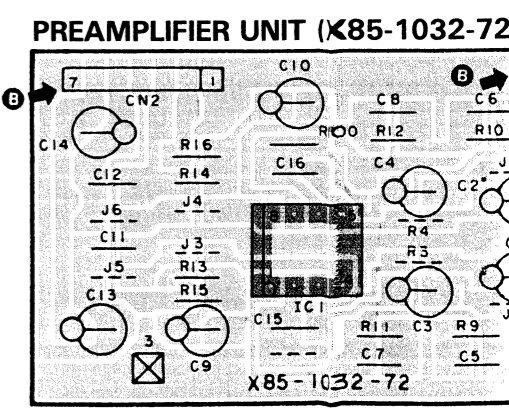 PREAMPLIFIER UNIT (X85-1032-72
B
7 1
CN2
C10
B
C8
C6
C14
R16
R100
R12
R10
C12
R14
C16
C4
J
C2
J6
J4
R4
C11
J3
R3
J5
R13
C13
R15
IC1
C15
C3
R11
R9
3
C9
C7
C5
X85-1032-72